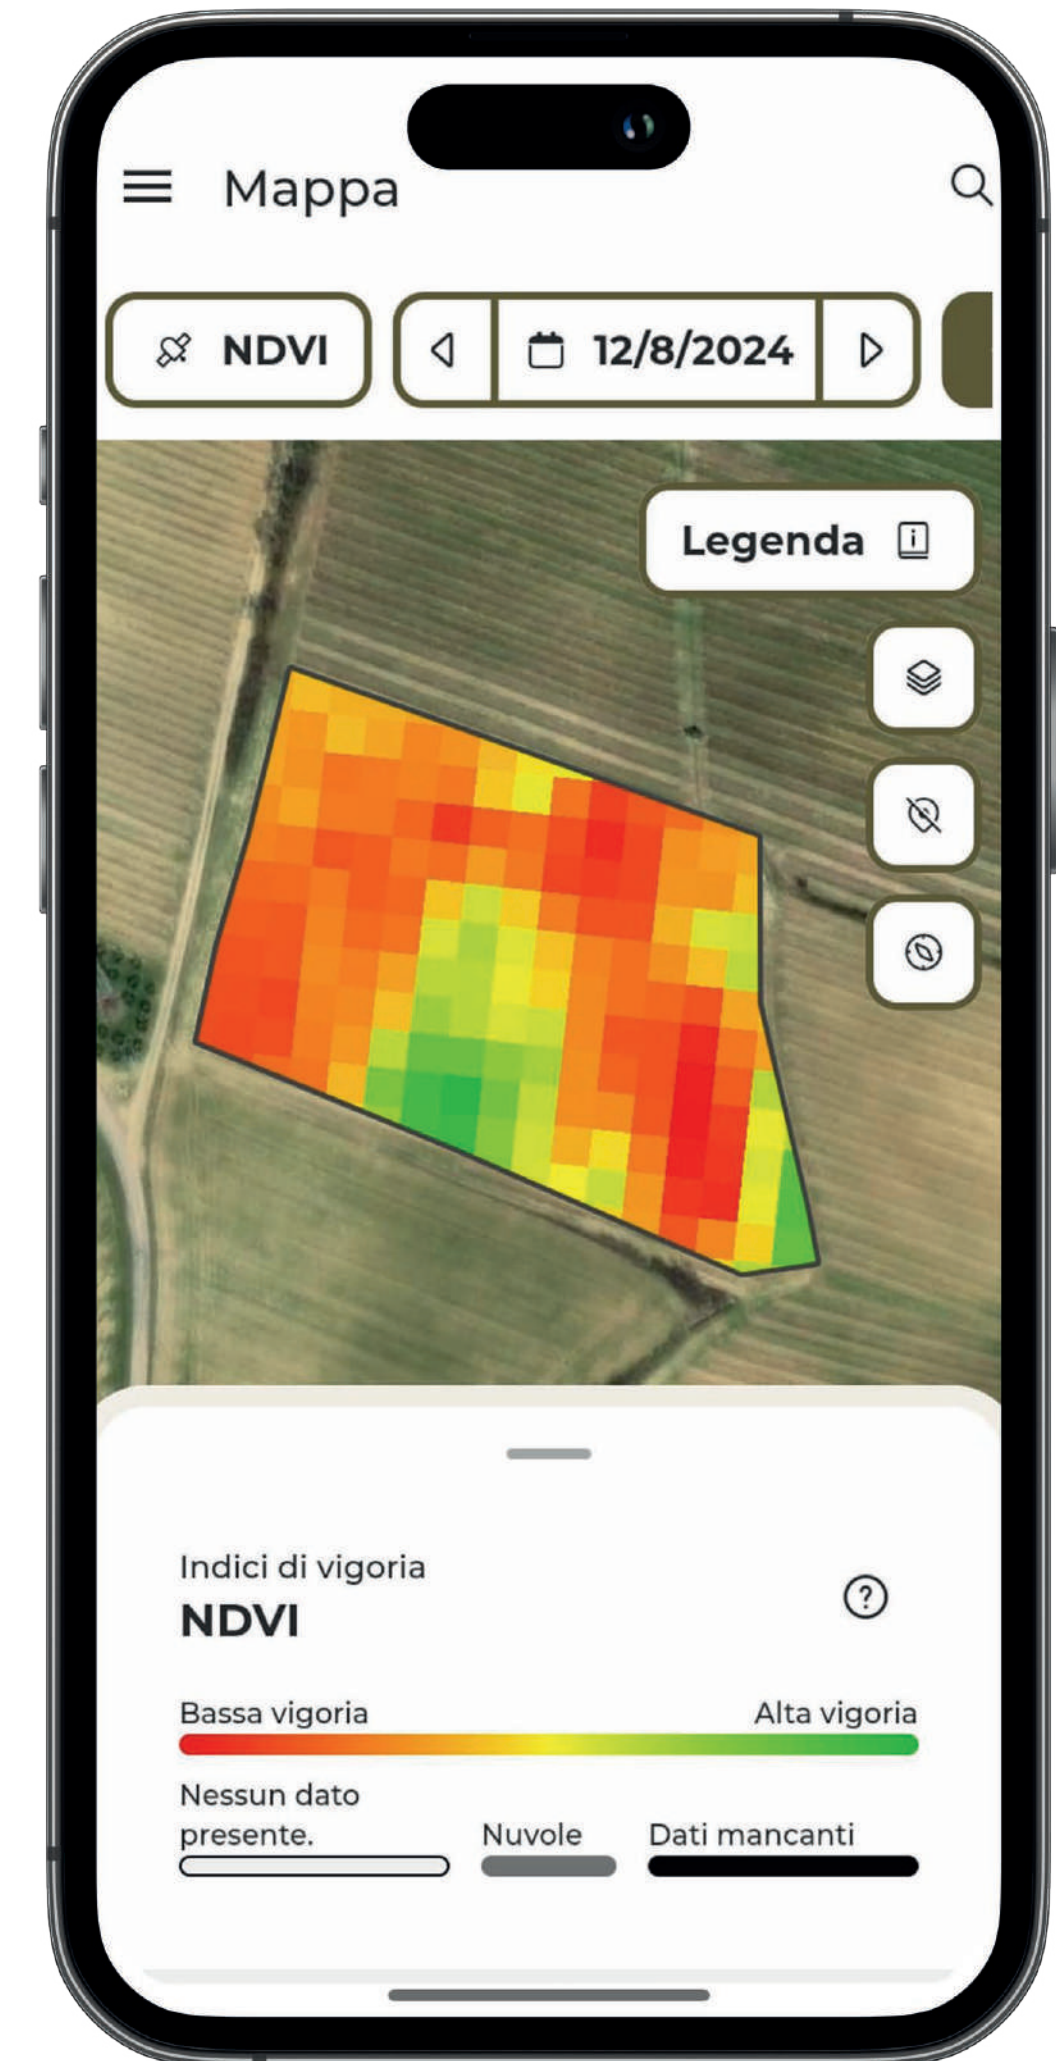 Mappa
NDVI
12/8/2024
Legenda
Indici di vigoria
NDVI
Bassa vigoria
Alta vigoria
Nessun dato
presente.
Nuvole
Dati mancanti